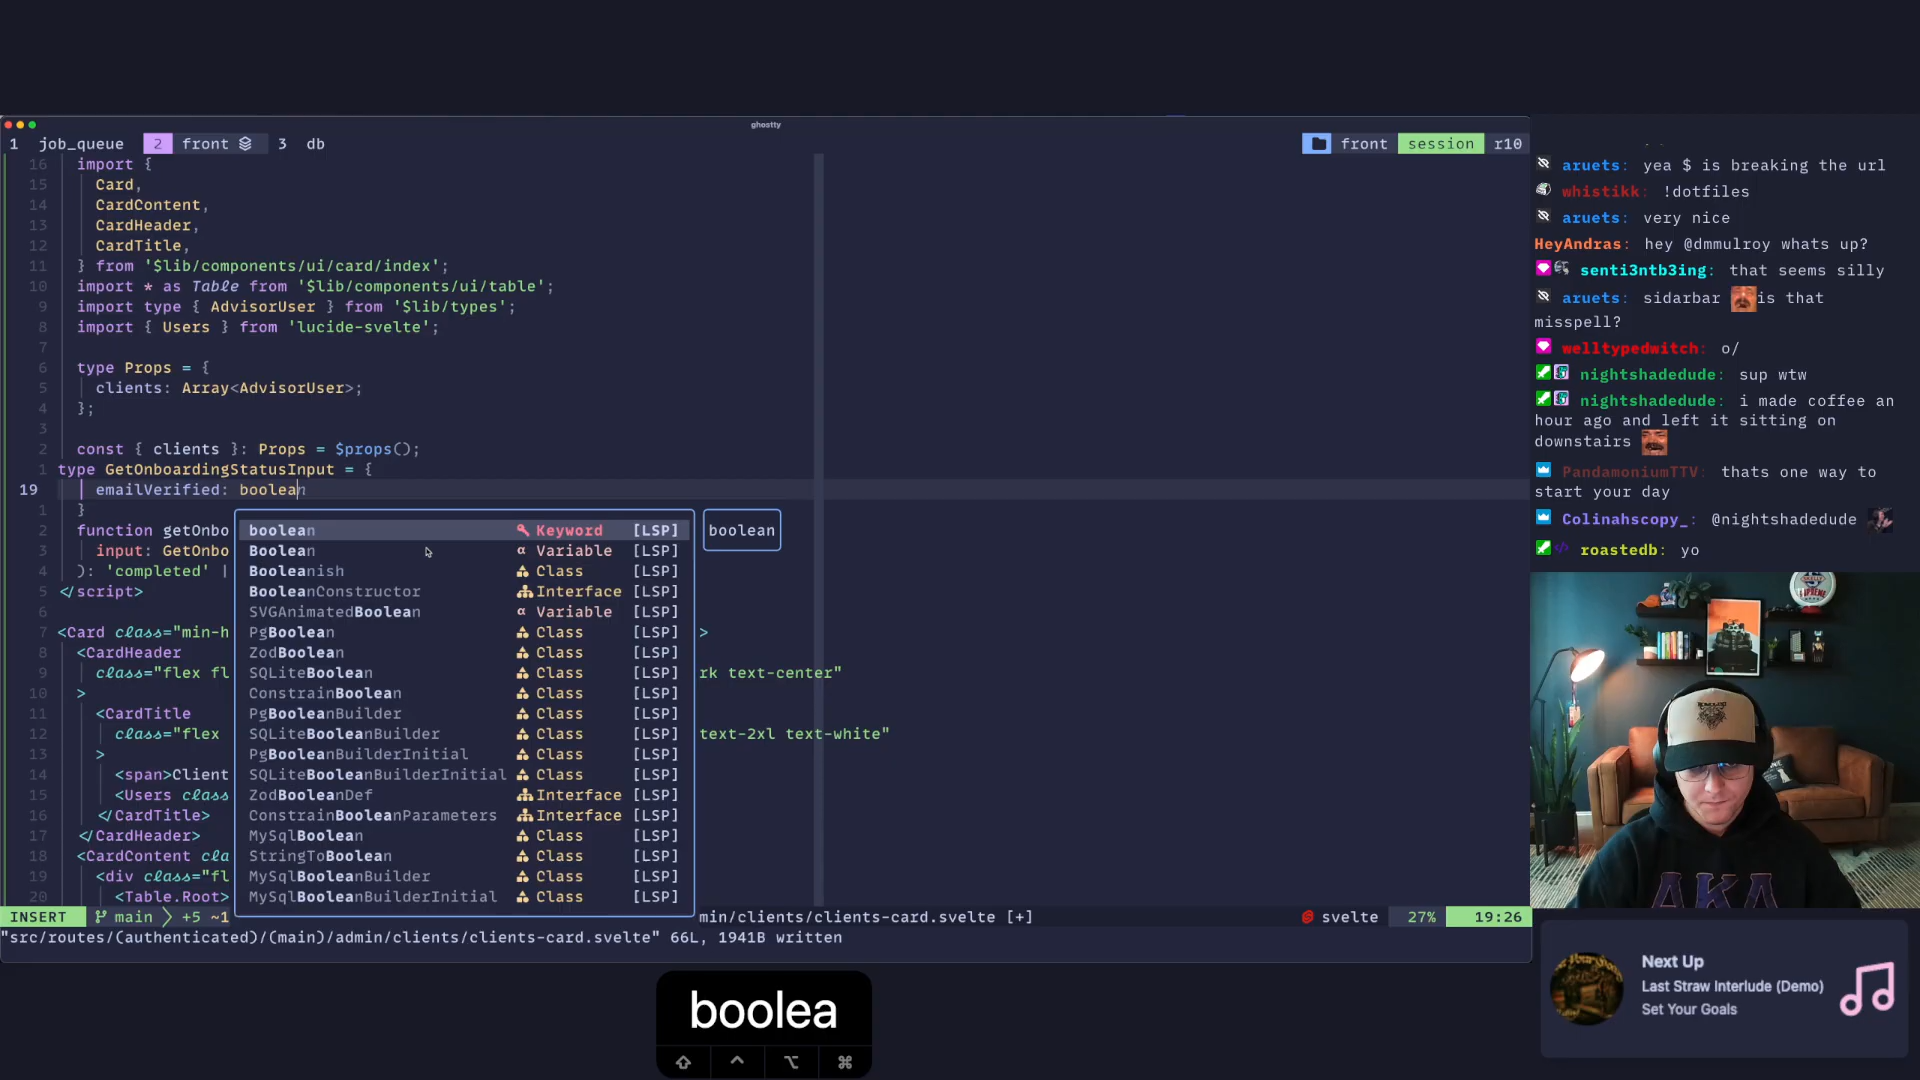 ghostty
1 job_queue 2 front 3 db
front session r10
16 import {
15 Card,
14 CardContent,
13 CardHeader,
12 CardTitle,
11 } from '$lib/components/ui/card/index';
10 import * as Table from '$lib/components/ui/table';
9 import type { AdvisorUser } from '$lib/types';
8 import { Users } from 'lucide-svelte';
7
6 type Props = {
5 clients: Array<AdvisorUser>;
4 };
3
2 const { clients }: Props = $props();
1 type GetOnboardingStatusInput = {
19 emailVerified: boolean
1 }
2 function getOnbo
3 input: GetOnbo
4 ): 'completed' |
5 </script>
6
7 <Card class="min-h >
8 <CardHeader
9 class="flex fl rk text-center"
10 >
11 <CardTitle
12 class="flex text-2xl text-white"
13 >
14 <span>Client
15 <Users class
16 </CardTitle>
17 </CardHeader>
18 <CardContent cla
19 <div class="fl
20 <Table.Root>
boolean Keyword [LSP]
Boolean Variable [LSP]
Booleanish Class [LSP]
BooleanConstructor Interface [LSP]
SVGAnimatedBoolean Variable [LSP]
PgBoolean Class [LSP]
ZodBoolean Class [LSP]
SQLiteBoolean Class [LSP]
ConstrainBoolean Class [LSP]
PgBooleanBuilder Class [LSP]
SQLiteBooleanBuilder Class [LSP]
PgBooleanBuilderInitial Class [LSP]
SQLiteBooleanBuilderInitial Class [LSP]
ZodBooleanDef Interface [LSP]
ConstrainBooleanParameters Interface [LSP]
MySqlBoolean Class [LSP]
StringToBoolean Class [LSP]
MySqlBooleanBuilder Class [LSP]
MySqlBooleanBuilderInitial Class [LSP]
boolean
INSERT main +5 ~1 min/clients/clients-card.svelte [+] svelte 27% 19:26
"src/routes/(authenticated)/(main)/admin/clients/clients-card.svelte" 66L, 1941B written
boolea
aruets: yea $ is breaking the url
whistikk: !dotfiles
aruets: very nice
HeyAndras: hey @dmmulroy whats up?
senti3ntb3ing: that seems silly
aruets: sidarbar is that
misspell?
welltypedwitch: o/
nightshadedude: sup wtw
nightshadedude: i made coffee an
hour ago and left it sitting on
downstairs
PandamoniumTTV: thats one way to
start your day
Colinahscopy_: @nightshadedude
roastedb: yo
Next Up
Last Straw Interlude (Demo)
Set Your Goals